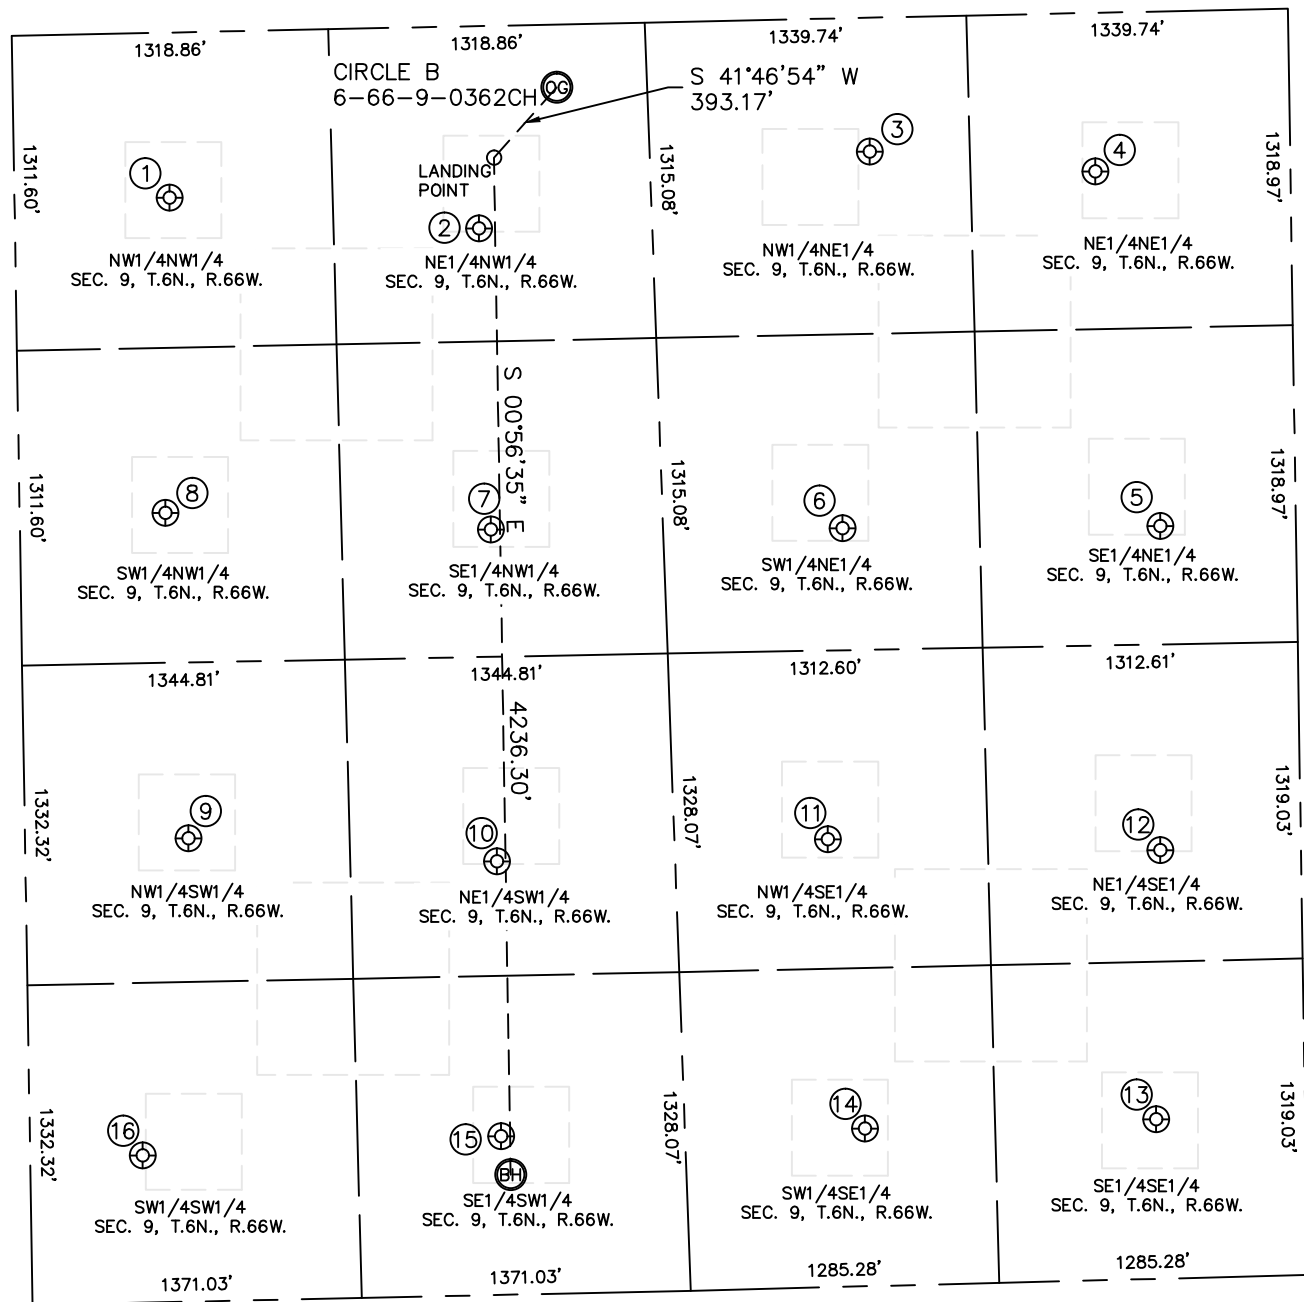 1318.86'
1318.86'
1339.74'
1339.74'
CIRCLE B
6-66-9-0362CH
OG
S 41°46'54" W
393.17'
1311.60'
1
LANDING
POINT
2
1315.08'
3
4
1318.97'
NW1/4NW1/4
SEC. 9, T.6N., R.66W.
NE1/4NW1/4
SEC. 9, T.6N., R.66W.
NW1/4NE1/4
SEC. 9, T.6N., R.66W.
NE1/4NE1/4
SEC. 9, T.6N., R.66W.
S 00°56'35" E
1311.60'
8
7
1315.08'
6
5
1318.97'
SW1/4NW1/4
SEC. 9, T.6N., R.66W.
SE1/4NW1/4
SEC. 9, T.6N., R.66W.
SW1/4NE1/4
SEC. 9, T.6N., R.66W.
SE1/4NE1/4
SEC. 9, T.6N., R.66W.
1344.81'
1344.81'
1312.60'
1312.61'
4236.30'
1332.32'
9
10
1328.07'
11
12
1319.03'
NW1/4SW1/4
SEC. 9, T.6N., R.66W.
NE1/4SW1/4
SEC. 9, T.6N., R.66W.
NW1/4SE1/4
SEC. 9, T.6N., R.66W.
NE1/4SE1/4
SEC. 9, T.6N., R.66W.
1332.32'
16
15
BH
1328.07'
14
13
1319.03'
SW1/4SW1/4
SEC. 9, T.6N., R.66W.
SE1/4SW1/4
SEC. 9, T.6N., R.66W.
SW1/4SE1/4
SEC. 9, T.6N., R.66W.
SE1/4SE1/4
SEC. 9, T.6N., R.66W.
1371.03'
1371.03'
1285.28'
1285.28'